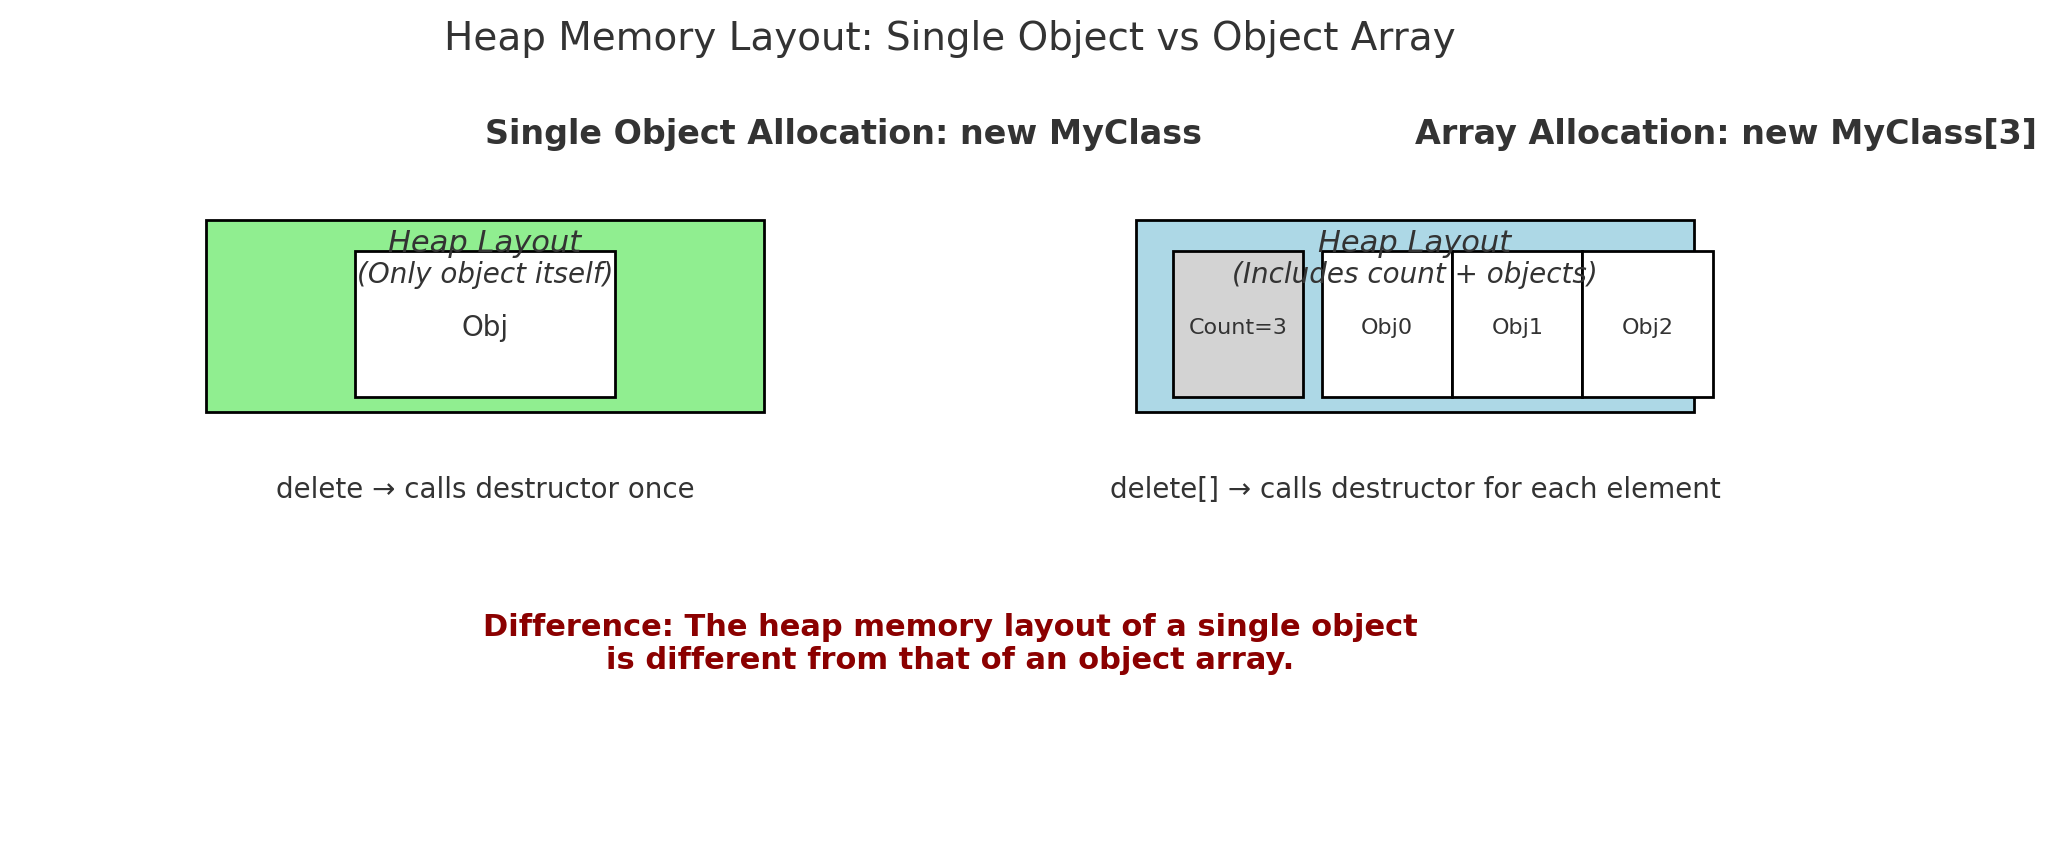 Heap Memory Layout: Single Object vs Object Array
Single Object Allocation: new MyClass
Array Allocation: new MyClass[3]
Heap Layout
(Only object itself)
Obj
Heap Layout
(Includes count + objects)
Count=3
Obj0
Obj1
Obj2
delete → calls destructor once
delete[] → calls destructor for each element
Difference: The heap memory layout of a single object
is different from that of an object array.